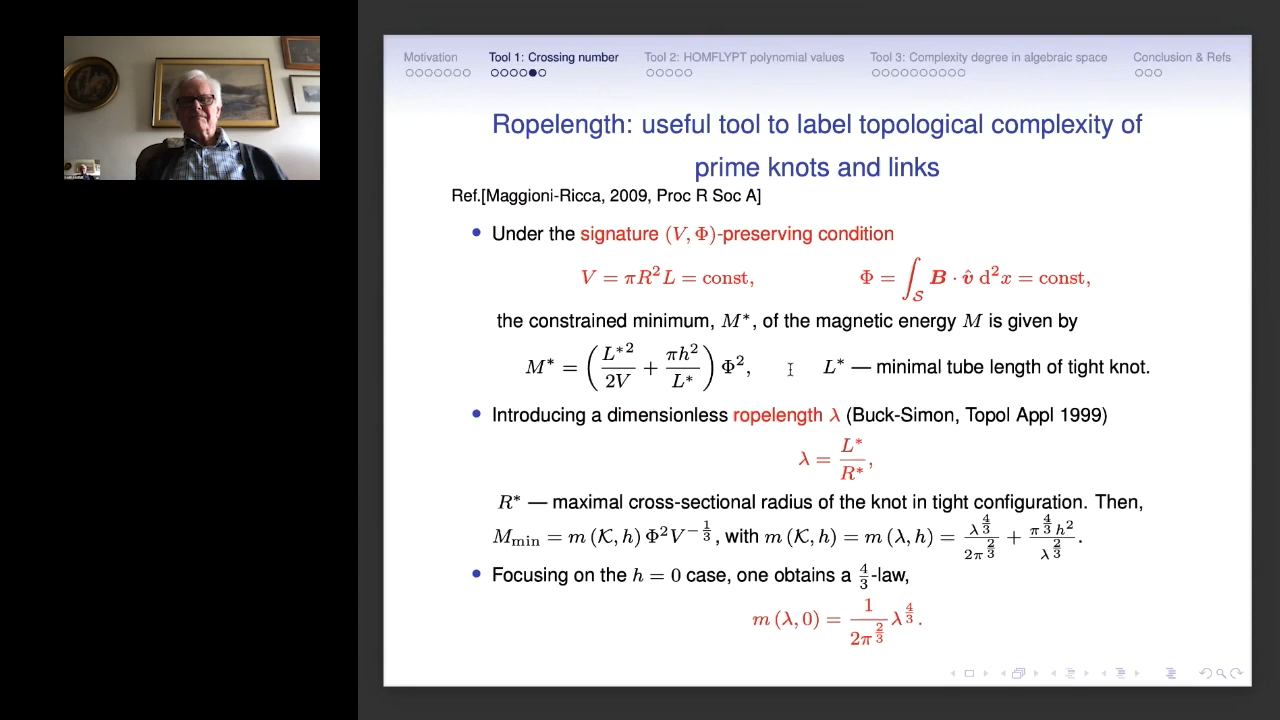 Motivation Tool 1: Crossing number Tool 2: HOMFLYPT polynomial values Tool 3: Complexity degree in algebraic space Conclusion & Refs
Ropelength: useful tool to label topological complexity of
prime knots and links
Ref.[Maggioni-Ricca, 2009, Proc R Soc A]
• Under the signature (V, Φ)-preserving condition
V = πR²L = const, Φ = ∫_S B · v̂ d²x = const,
the constrained minimum, M*, of the magnetic energy M is given by
M* = (L*²/2V + πh²/L*) Φ², L* — minimal tube length of tight knot.
• Introducing a dimensionless ropelength λ (Buck-Simon, Topol Appl 1999)
λ = L*/R*,
R* — maximal cross-sectional radius of the knot in tight configuration. Then,
M_min = m (K, h) Φ²V^{-1/3}, with m (K, h) = m (λ, h) = λ^{4/3}/2π^{2/3} + π^{4/3}h²/λ^{2/3}.
• Focusing on the h = 0 case, one obtains a 4/3-law,
m (λ, 0) = 1/2π^{2/3} λ^{4/3}.